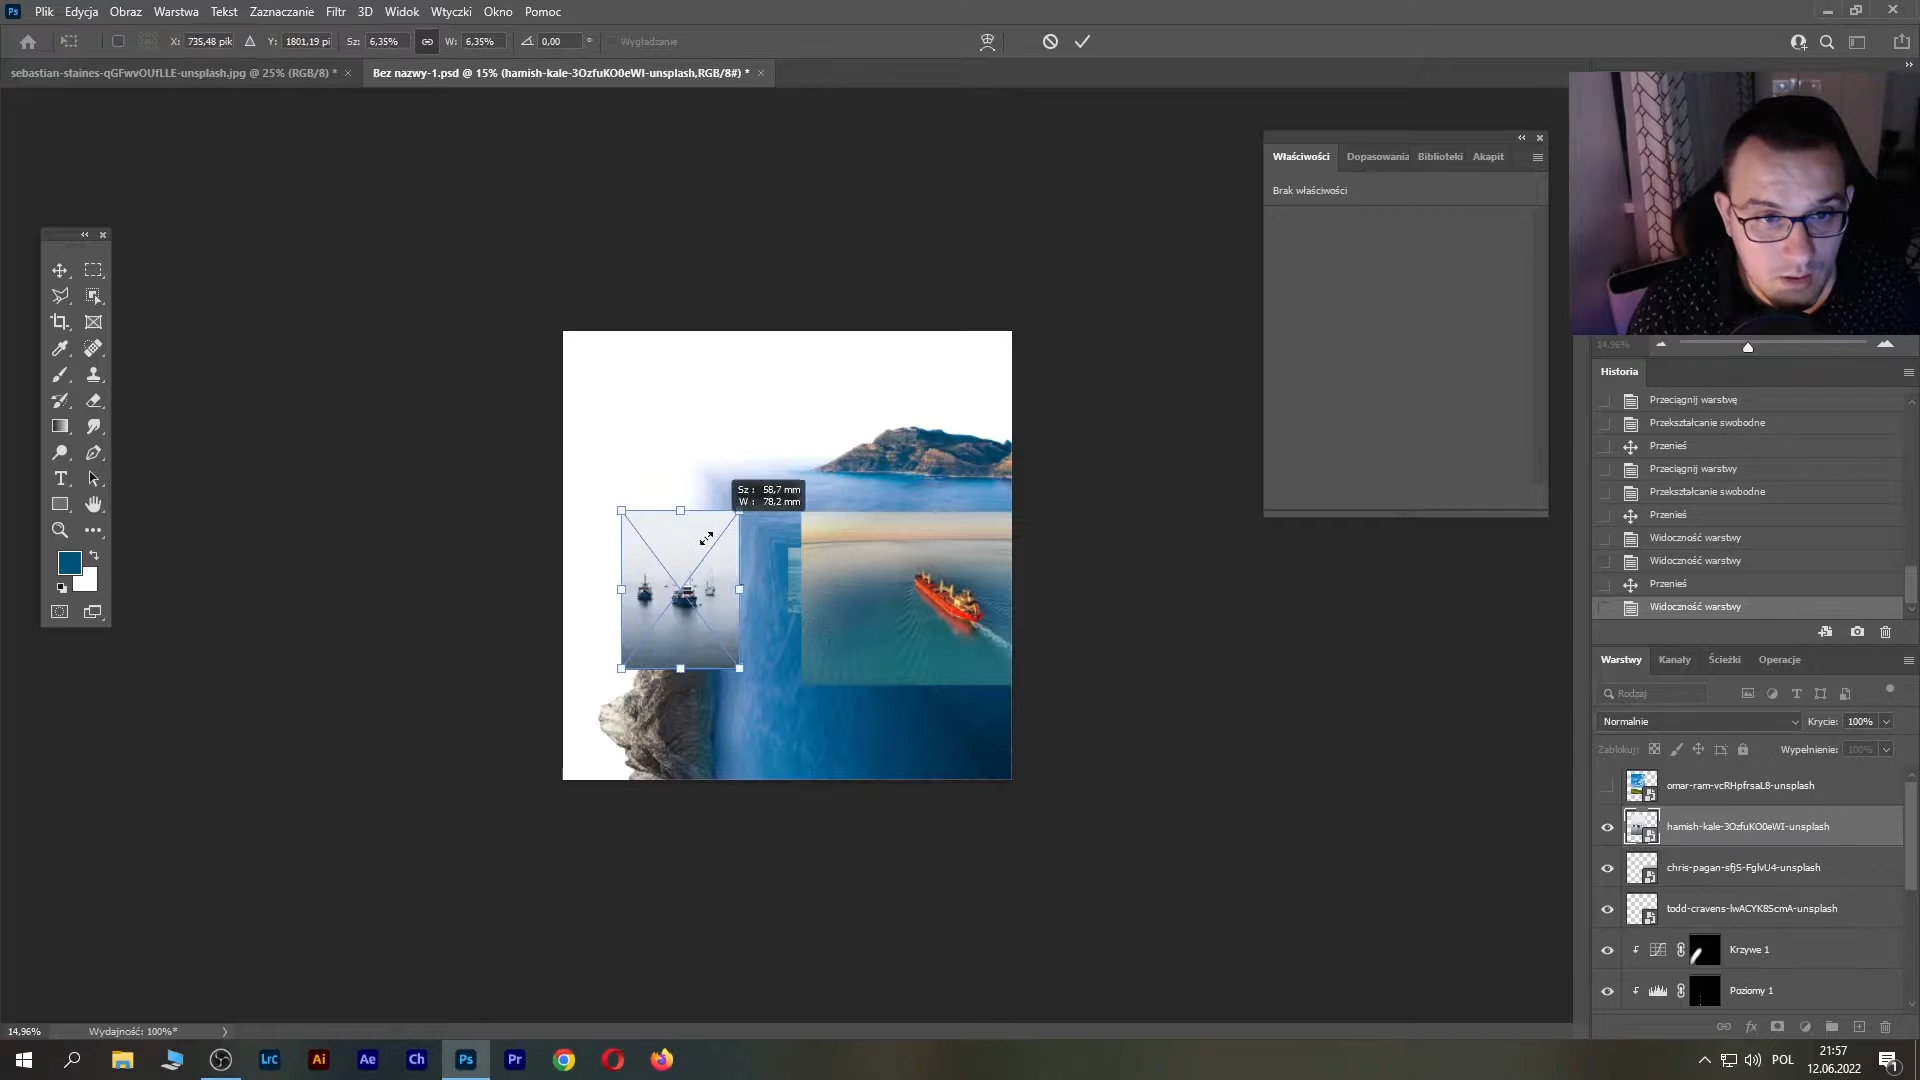 Ps Plik Edycja Obraz Warstwa Tekst Zaznaczanie Filtr 3D Widok Wtyczki Okno Pomoc
X: 735,48 pik Y: 1801,19 pi Sz: 6,35% W: 6,35% 0,00 ° Wygładzanie
sebastian-staines-qGFwvOUfLLE-unsplash.jpg @ 25% (RGB/8) * × Bez nazwy-1.psd @ 15% (hamish-kale-3OzfuKO0eWI-unsplash,RGB/8#) * ×
Właściwości Dopasowania Biblioteki Akapit
Brak właściwości
Sz : 58,7 mm
W : 78,2 mm
14,96%
Historia
Przeciągnij warstwę
Przekształcanie swobodne
Przenieś
Przeciągnij warstwy
Przekształcanie swobodne
Przenieś
Widoczność warstwy
Widoczność warstwy
Przenieś
Widoczność warstwy
Warstwy Kanały Ścieżki Operacje
Rodzaj
Normalnie Krycie: 100%
Zablokuj: Wypełnienie: 100%
omar-ram-vcRHpfrsaL8-unsplash
hamish-kale-3OzfuKO0eWI-unsplash
chris-pagan-sfjS-FglvU4-unsplash
todd-cravens-lwACYK8ScmA-unsplash
Krzywe 1
Poziomy 1
14,96% Wydajność: 100%*
Lrc Ai Ae Ch Ps Pr
POL
21:57
12.06.2022
1